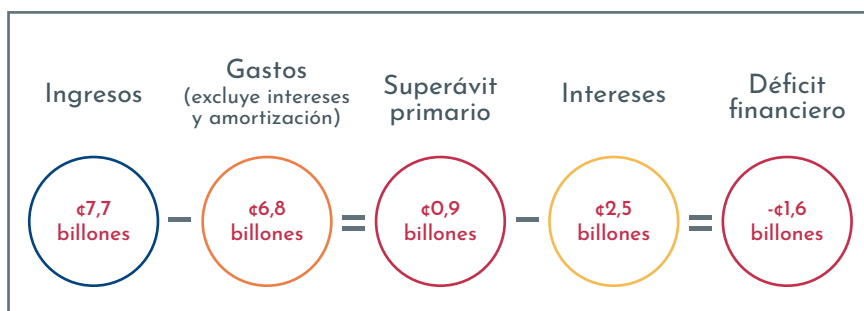 Ingresos
Gastos
(excluye intereses
y amortización)
Superávit
primario
Intereses
Déficit
financiero
¢7,7
billones
−
¢6,8
billones
=
¢0,9
billones
−
¢2,5
billones
=
-¢1,6
billones